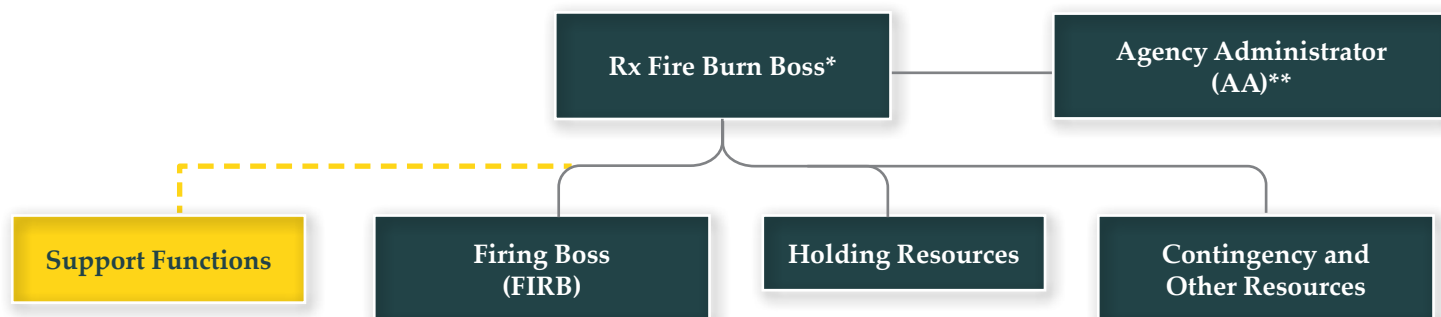 Rx Fire Burn Boss*
Agency Administrator
(AA)**
Support Functions
Firing Boss
(FIRB)
Holding Resources
Contingency and
Other Resources